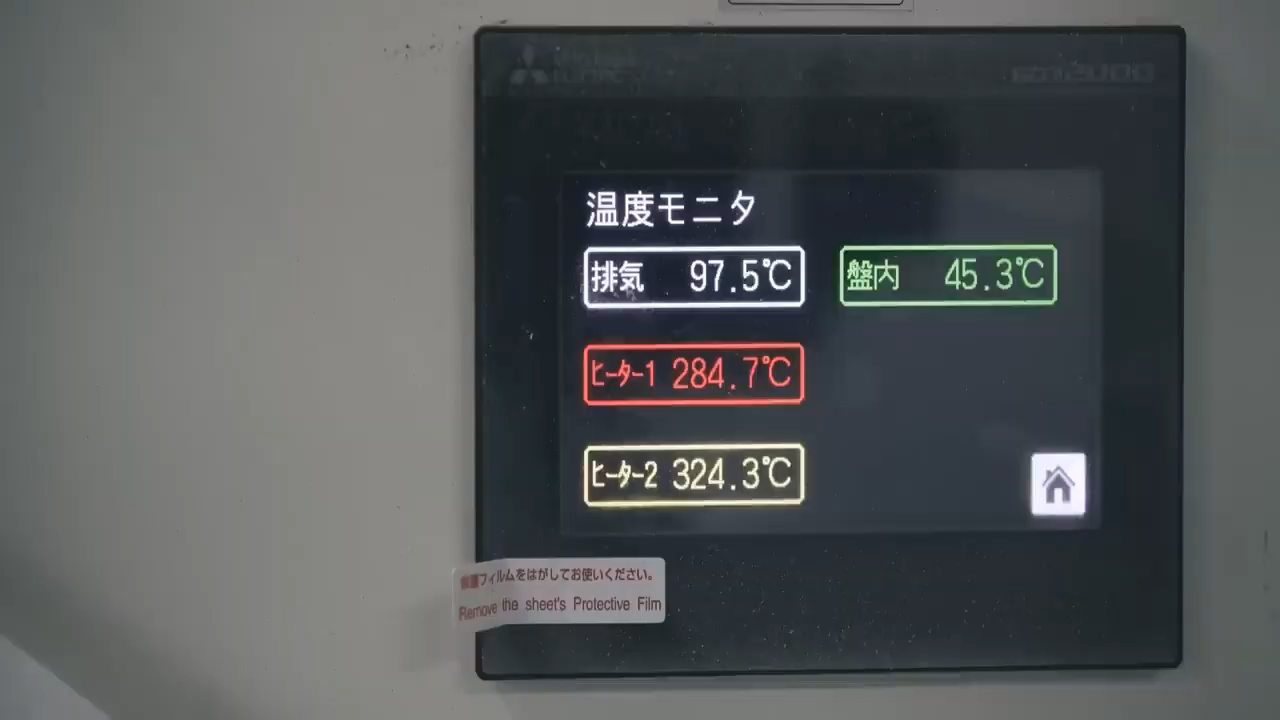 温度モニタ
排気 97.5℃
盤内 45.3℃
ﾋｰﾀｰ1 284.7℃
ﾋｰﾀｰ2 324.3℃
保護フィルムをはがしてお使いください。
Remove the sheet's Protective Film